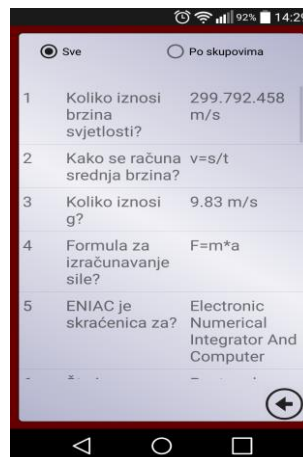 92% 14:29
Sve Po skupovima
1 Koliko iznosi 299.792.458
brzina m/s
svjetlosti?
2 Kako se računa v=s/t
srednja brzina?
3 Koliko iznosi 9.83 m/s
g?
4 Formula za F=m*a
izračunavanje
sile?
5 ENIAC je Electronic
skraćenica za? Numerical
Integrator And
Computer